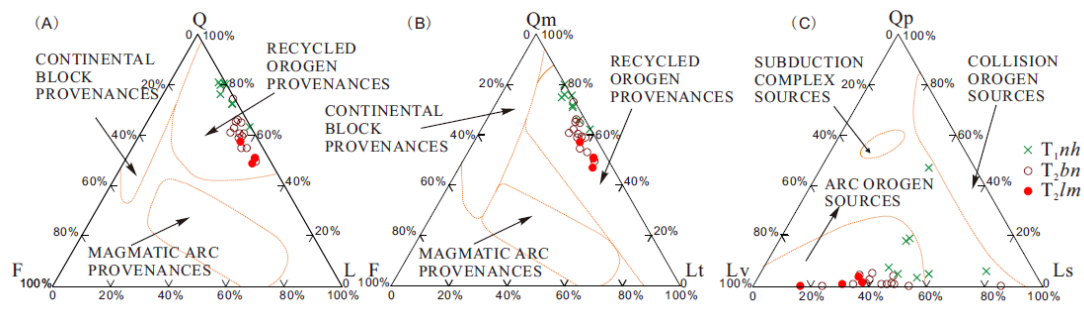 (A)
Q
100%
CONTINENTAL
BLOCK
PROVENANCES
RECYCLED
OROGEN
PROVENANCES
20%
80%
40%
60%
60%
40%
80%
20%
MAGMATIC ARC
PROVENANCES
F
L
100%
0
20%
40%
60%
80%
100%
0
(B)
Qm
100%
RECYCLED
OROGEN
PROVENANCES
CONTINENTAL
BLOCK
PROVENANCES
20%
80%
40%
60%
60%
40%
80%
20%
MAGMATIC ARC
PROVENANCES
F
Lt
100%
0
20%
40%
60%
80%
100%
0
(C)
Qp
100%
SUBDUCTION
COMPLEX
SOURCES
COLLISION
OROGEN
SOURCES
20%
80%
40%
60%
ARC OROGEN
SOURCES
60%
40%
80%
20%
Lv
Ls
100%
0
20%
40%
60%
80%
100%
0
T₁nh
T₂bn
T₂lm